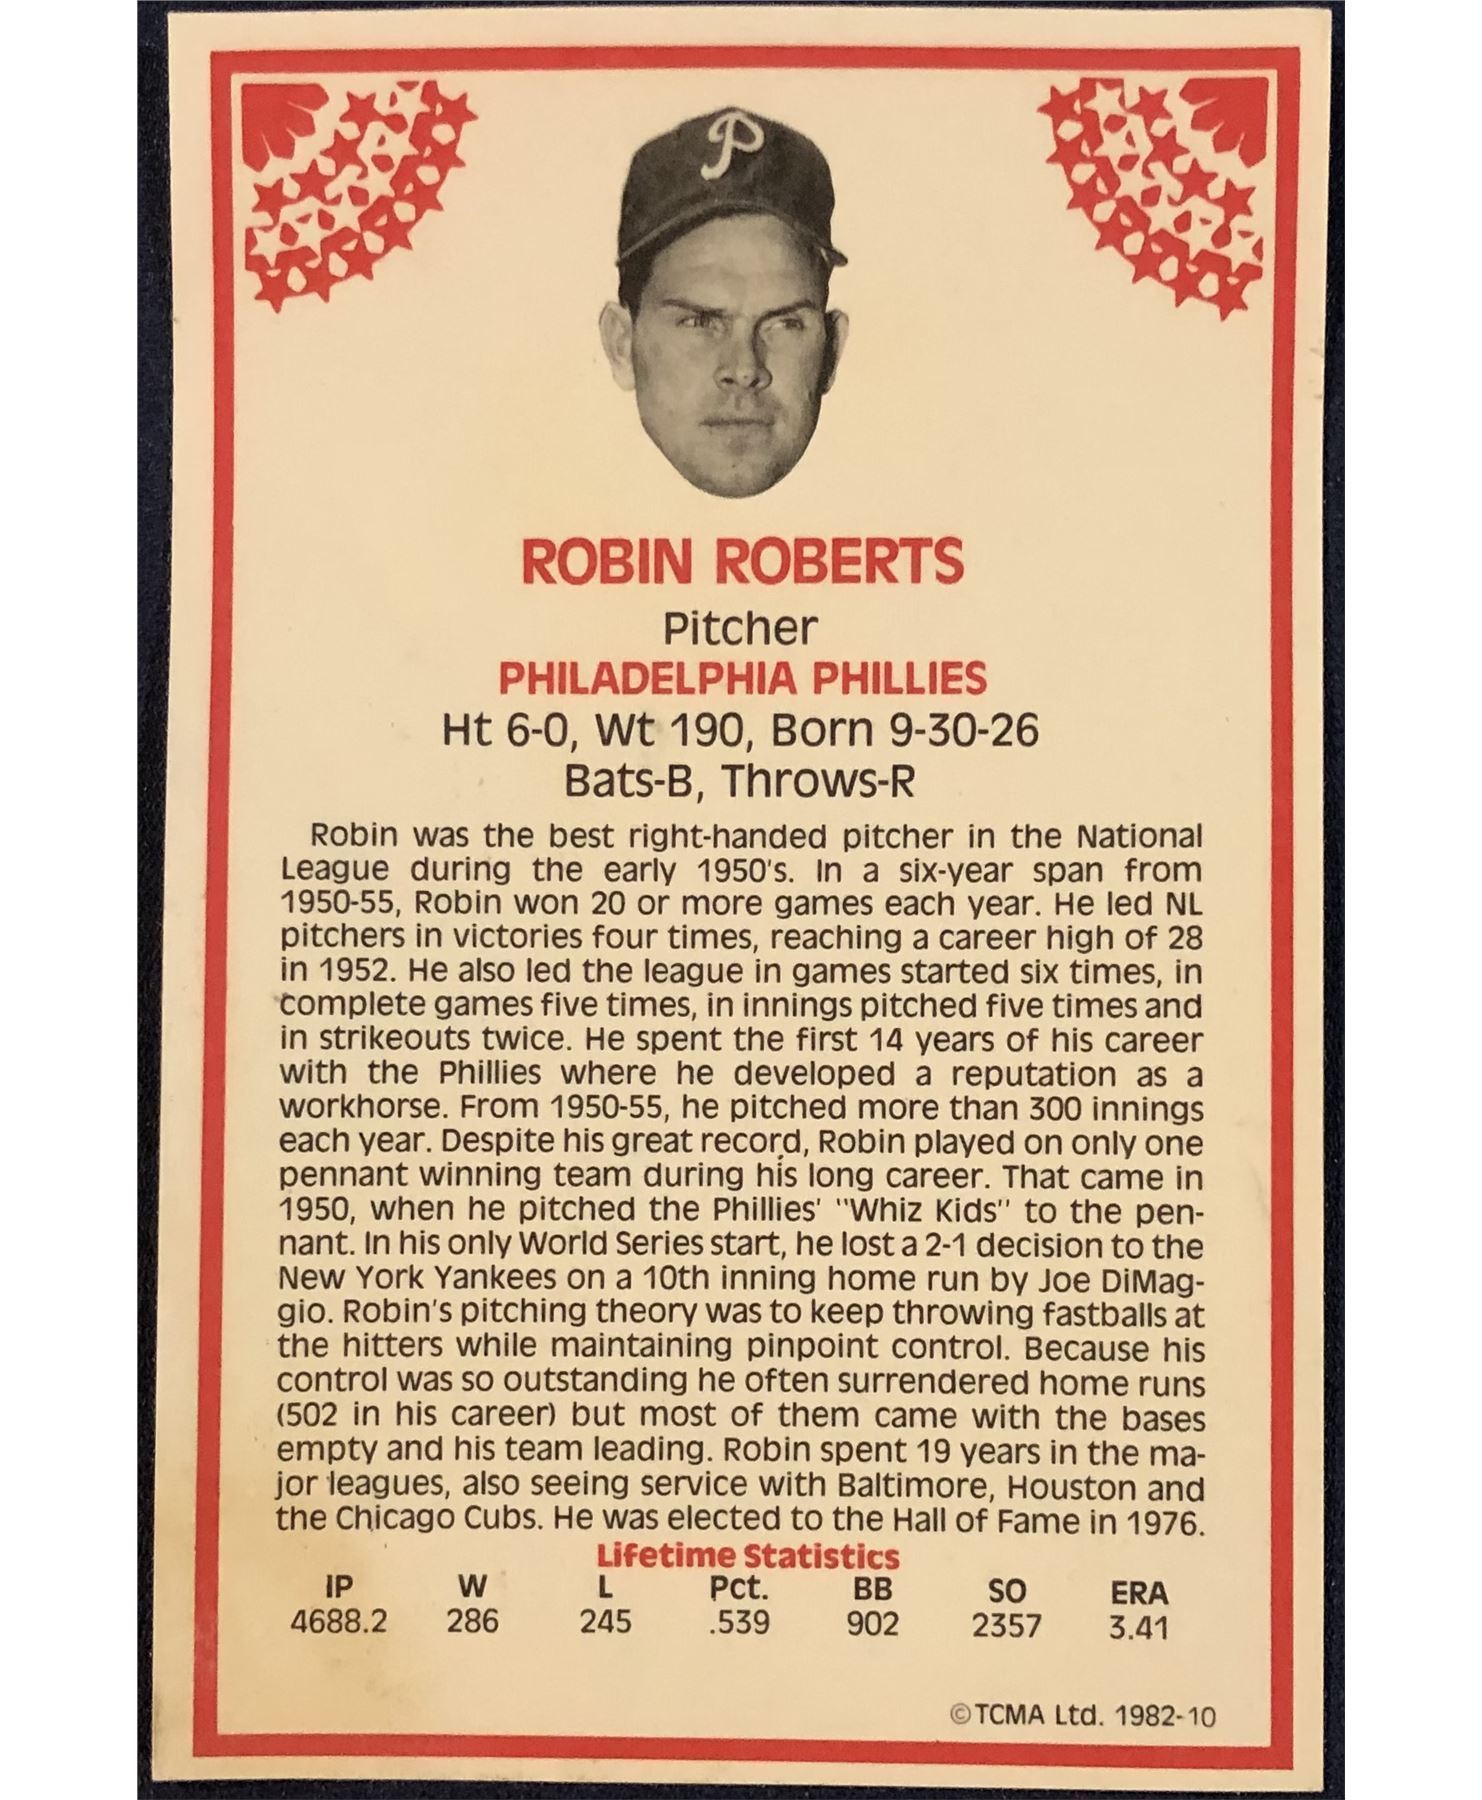 P
ROBIN ROBERTS
Pitcher
PHILADELPHIA PHILLIES
Ht 6-0, Wt 190, Born 9-30-26
Bats-B, Throws-R
Robin was the best right-handed pitcher in the National
League during the early 1950's. In a six-year span from
1950-55, Robin won 20 or more games each year. He led NL
pitchers in victories four times, reaching a career high of 28
in 1952. He also led the league in games started six times, in
complete games five times, in innings pitched five times and
in strikeouts twice. He spent the first 14 years of his career
with the Phillies where he developed a reputation as a
workhorse. From 1950-55, he pitched more than 300 innings
each year. Despite his great record, Robin played on only one
pennant winning team during his long career. That came in
1950, when he pitched the Phillies' "Whiz Kids" to the pen-
nant. In his only World Series start, he lost a 2-1 decision to the
New York Yankees on a 10th inning home run by Joe DiMag-
gio. Robin's pitching theory was to keep throwing fastballs at
the hitters while maintaining pinpoint control. Because his
control was so outstanding he often surrendered home runs
(502 in his career) but most of them came with the bases
empty and his team leading. Robin spent 19 years in the ma-
jor leagues, also seeing service with Baltimore, Houston and
the Chicago Cubs. He was elected to the Hall of Fame in 1976.
Lifetime Statistics
IP W L Pct. BB SO ERA
4688.2 286 245 .539 902 2357 3.41
©TCMA Ltd. 1982-10